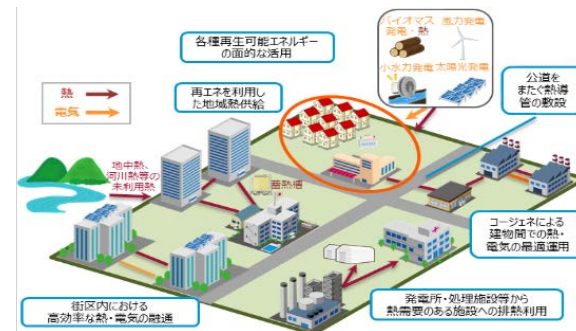 各種再生可能エネルギー
の面的な活用
バイオマス
発電・熱
風力発電
小水力発電
太陽光発電
公道を
またぐ熱導
管の敷設
熱
電気
再エネを利用し
た地域熱供給
地中熱、
河川熱等の
未利用熱
蓄熱槽
コージェネによる
建物間での熱・
電気の最適運用
街区内における
高効率な熱・電気の融通
発電所・処理施設等から
熱需要のある施設への排熱利用